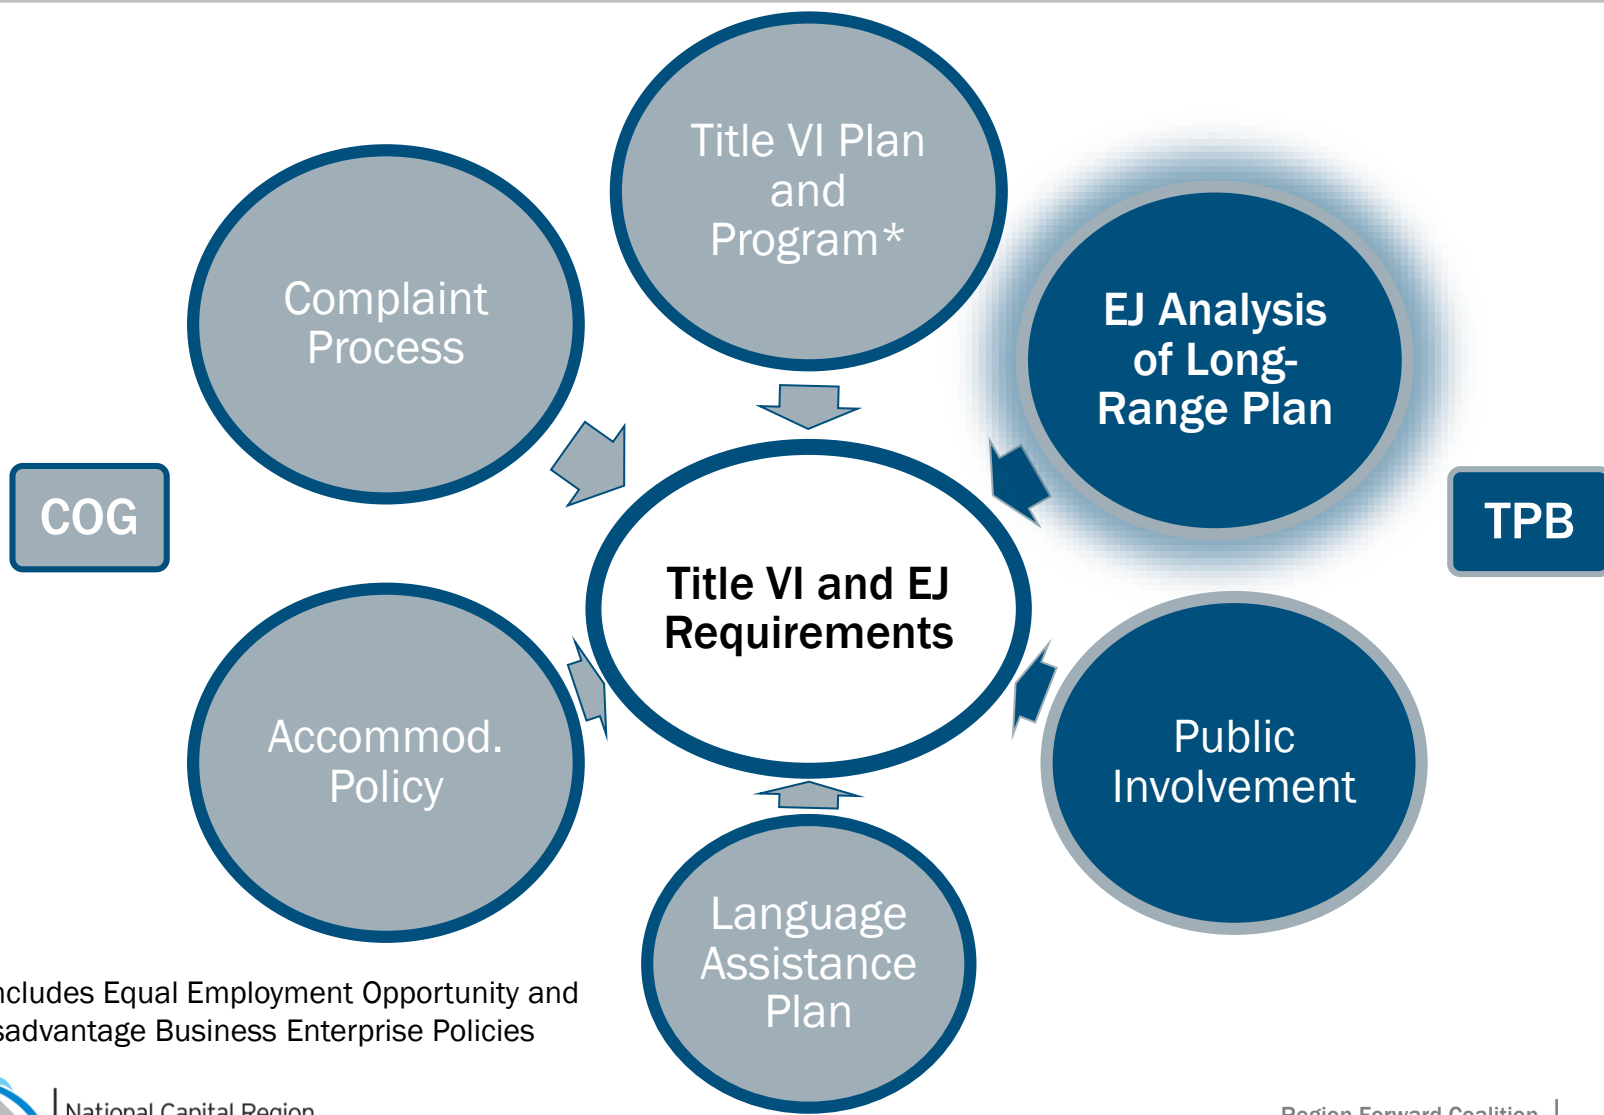 Title VI Plan
and
Program*
Complaint
Process
EJ Analysis
of Long-
Range Plan
COG
TPB
Title VI and EJ
Requirements
Accommod.
Policy
Public
Involvement
Language
Assistance
Plan
ncludes Equal Employment Opportunity and
sadvantage Business Enterprise Policies
National Capital Region
Region Forward Coalition